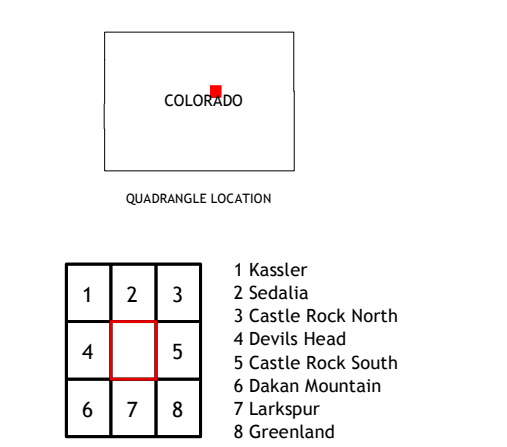 COLORADO
QUADRANGLE LOCATION
1 2 3
4 5
6 7 8
1 Kassler
2 Sedalia
3 Castle Rock North
4 Devils Head
5 Castle Rock South
6 Dakan Mountain
7 Larkspur
8 Greenland